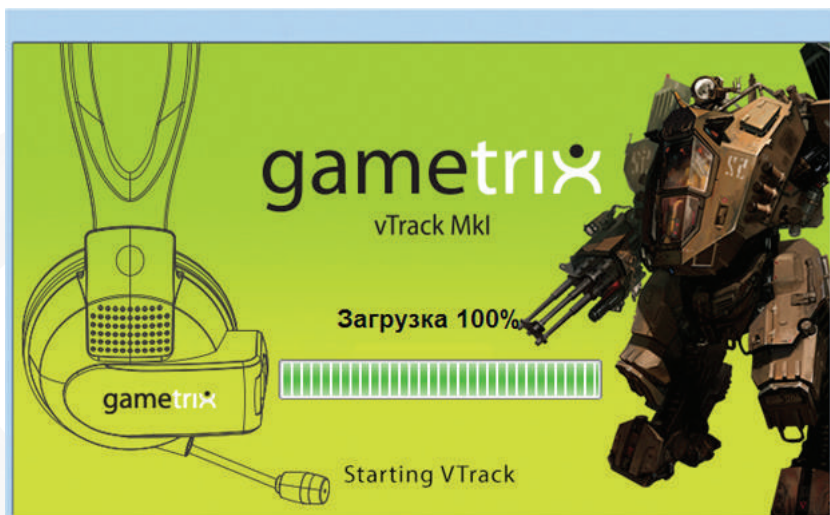 gametrix
vTrack MkI
Загрузка 100%
gametrix
Starting VTrack